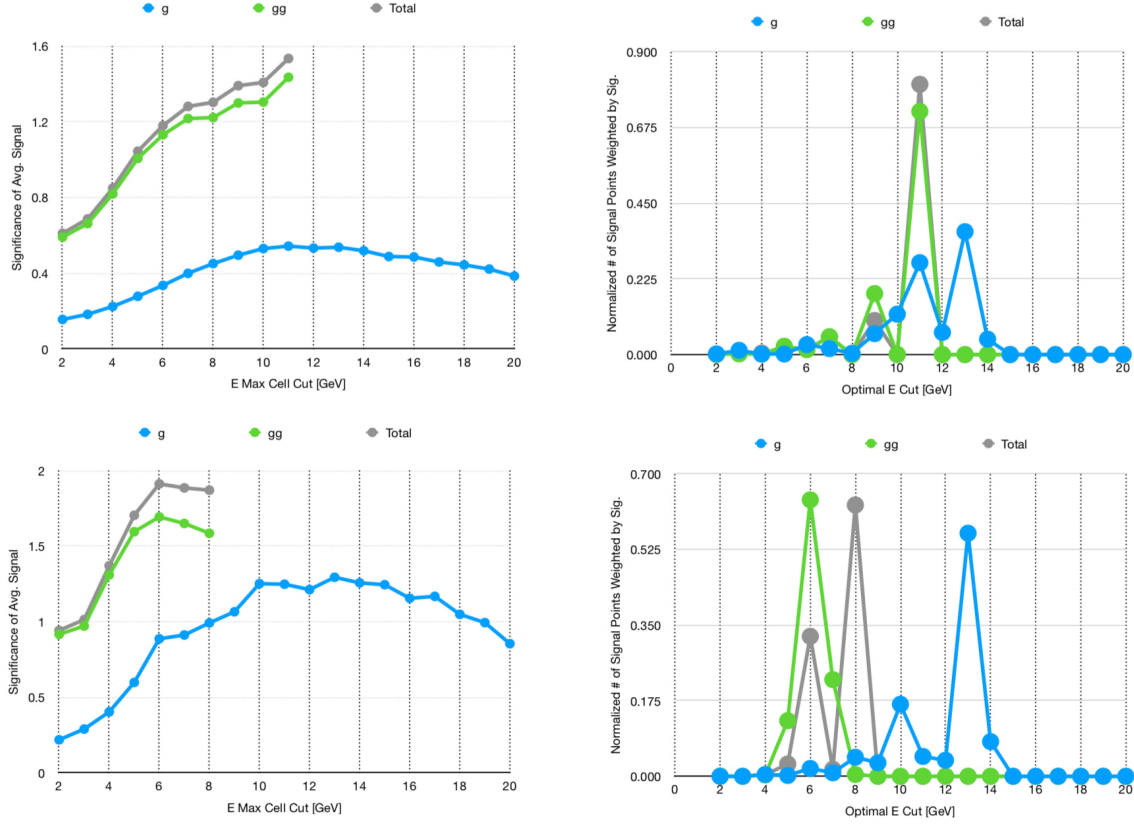 g gg Total
Significance of Avg. Signal
1.6
1.2
0.8
0.4
0
2 4 6 8 10 12 14 16 18 20
E Max Cell Cut [GeV]
g gg Total
Normalized # of Signal Points Weighted by Sig.
0.900
0.675
0.450
0.225
0.000
0 2 4 6 8 10 12 14 16 18 20
Optimal E Cut [GeV]
g gg Total
Significance of Avg. Signal
2
1.5
1
0.5
0
2 4 6 8 10 12 14 16 18 20
E Max Cell Cut [GeV]
g gg Total
Normalized # of Signal Points Weighted by Sig.
0.700
0.525
0.350
0.175
0.000
0 2 4 6 8 10 12 14 16 18 20
Optimal E Cut [GeV]